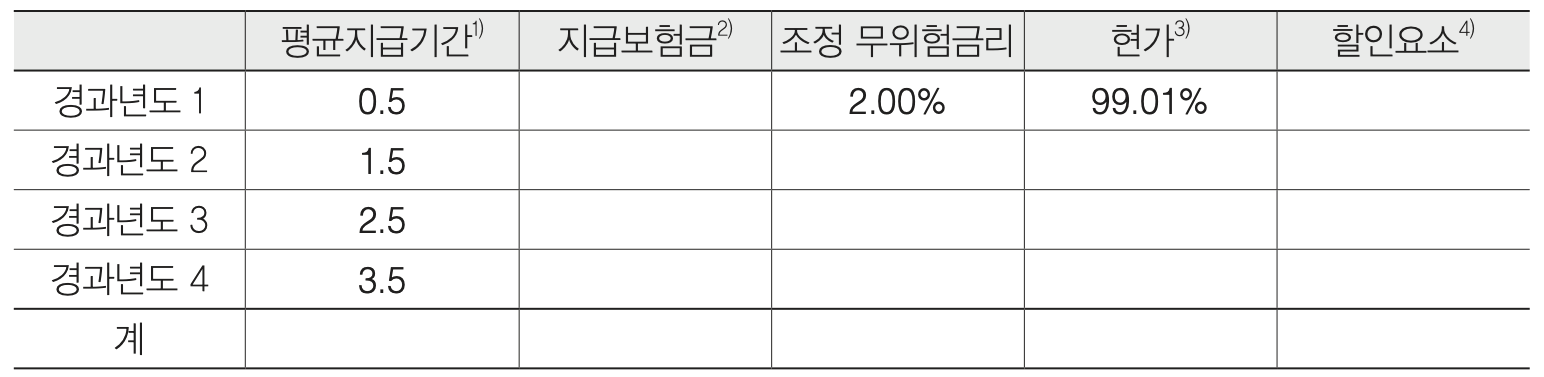 평균지급기간1) 지급보험금2) 조정 무위험금리 현가3) 할인요소4)
경과년도 1 0.5 2.00% 99.01%
경과년도 2 1.5
경과년도 3 2.5
경과년도 4 3.5
계